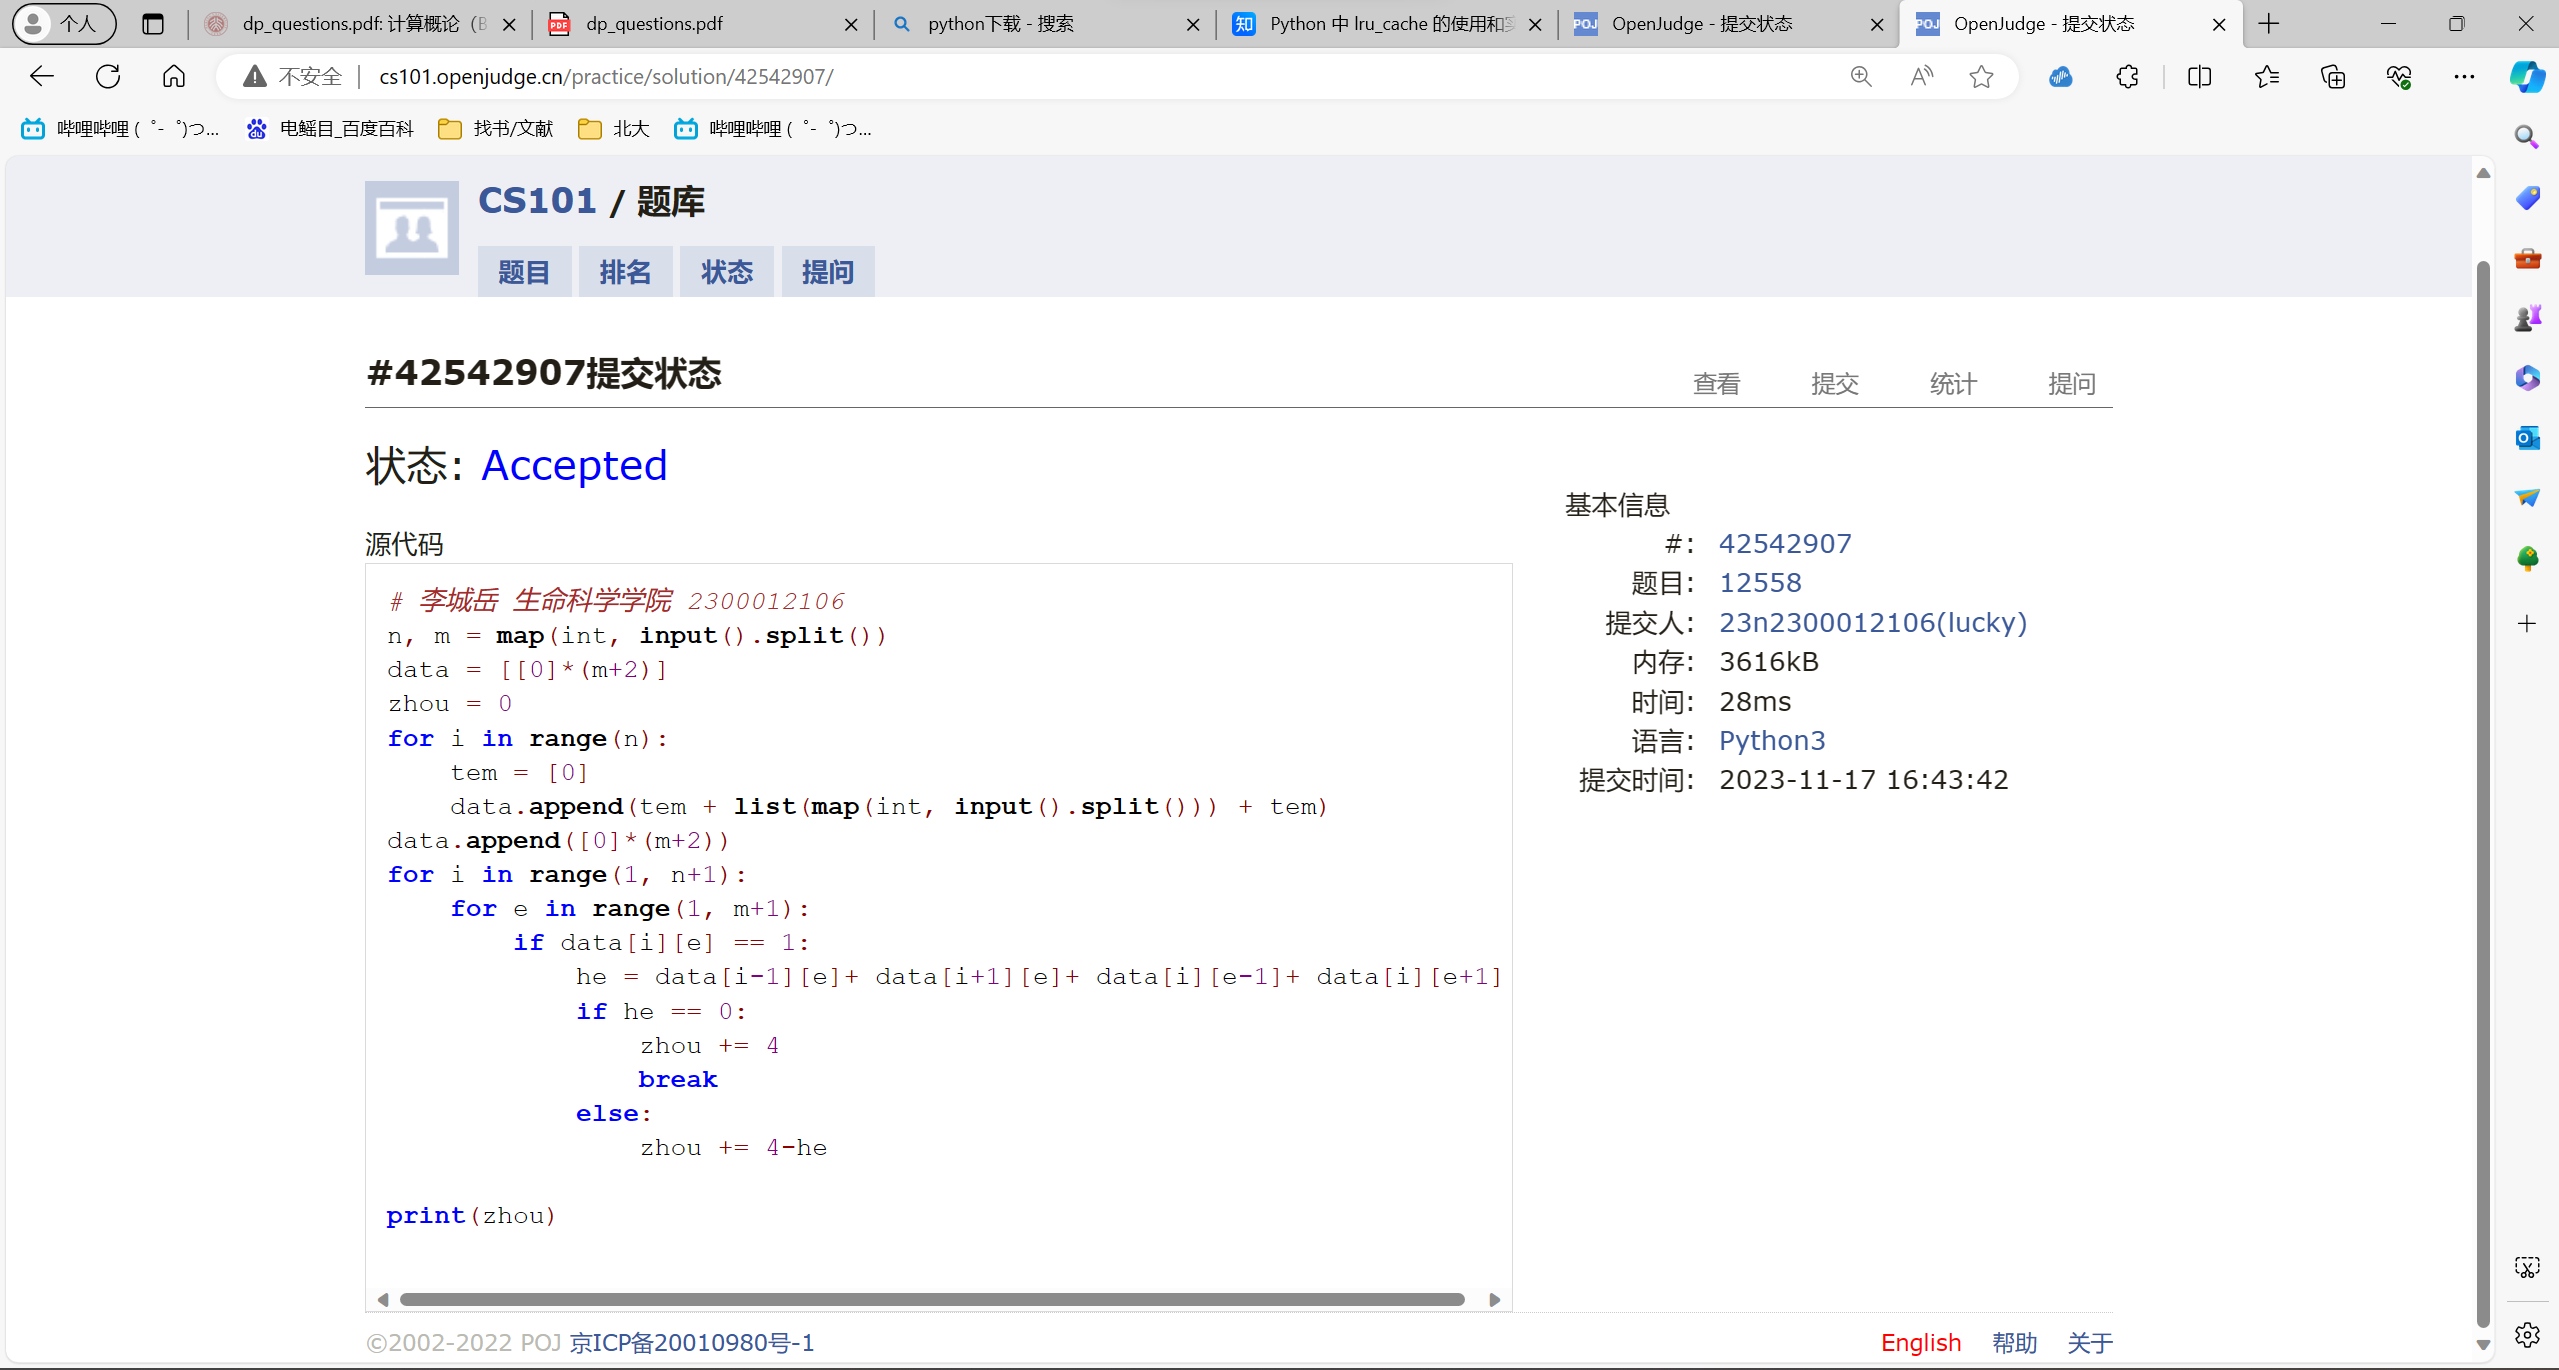 个人
dp_questions.pdf: 计算概论（B
dp_questions.pdf
python下载 - 搜索
Python 中 lru_cache 的使用和实
OpenJudge - 提交状态
OpenJudge - 提交状态
不安全
cs101.openjudge.cn/practice/solution/42542907/
哔哩哔哩 ( ゜- ゜)つ...
电鳐目_百度百科
找书/文献
北大
哔哩哔哩 ( ゜- ゜)つ...
CS101 / 题库
题目 排名 状态 提问
#42542907提交状态
查看 提交 统计 提问
状态: Accepted
源代码
# 李城岳 生命科学学院 2300012106
n, m = map(int, input().split())
data = [[0]*(m+2)]
zhou = 0
for i in range(n):
    tem = [0]
    data.append(tem + list(map(int, input().split())) + tem)
data.append([0]*(m+2))
for i in range(1, n+1):
    for e in range(1, m+1):
        if data[i][e] == 1:
            he = data[i-1][e]+ data[i+1][e]+ data[i][e-1]+ data[i][e+1]
            if he == 0:
                zhou += 4
                break
            else:
                zhou += 4-he
print(zhou)
基本信息
#: 42542907
题目: 12558
提交人: 23n2300012106(lucky)
内存: 3616kB
时间: 28ms
语言: Python3
提交时间: 2023-11-17 16:43:42
©2002-2022 POJ 京ICP备20010980号-1
English 帮助 关于